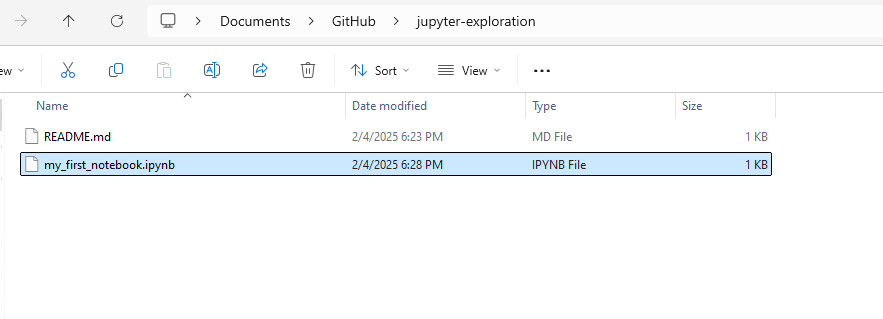 Documents > GitHub > jupyter-exploration
ew Sort View ...
Name Date modified Type Size
README.md 2/4/2025 6:23 PM MD File 1 KB
my_first_notebook.ipynb 2/4/2025 6:28 PM IPYNB File 1 KB